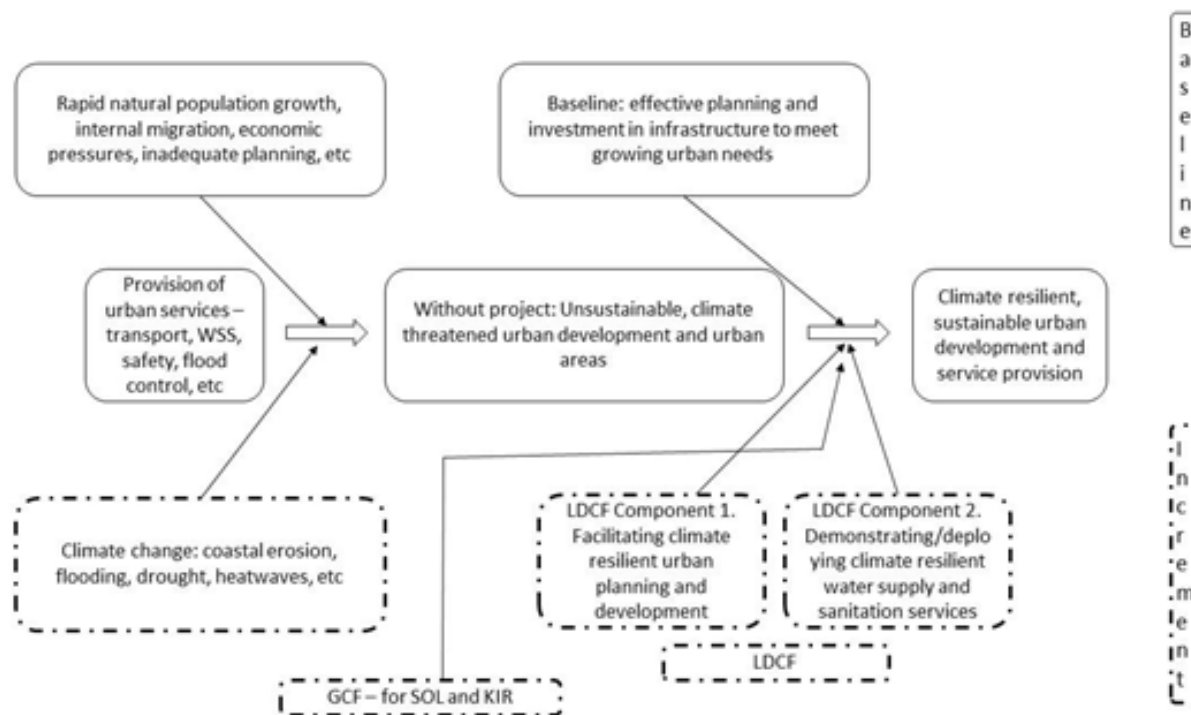 Rapid natural population growth,
internal migration, economic
pressures, inadequate planning, etc
Baseline: effective planning and
investment in infrastructure to meet
growing urban needs
B
a
s
e
l
i
n
e
Provision of
urban services –
transport, WSS,
safety, flood
control, etc
Without project: Unsustainable, climate
threatened urban development and urban
areas
Climate resilient,
sustainable urban
development and
service provision
Climate change: coastal erosion,
flooding, drought, heatwaves, etc
LDCF Component 1.
Facilitating climate
resilient urban
planning and
development
LDCF Component 2.
Demonstrating/deplo
ying climate resilient
water supply and
sanitation services
I
n
c
r
e
m
e
n
t
LDCF
GCF – for SOL and KIR